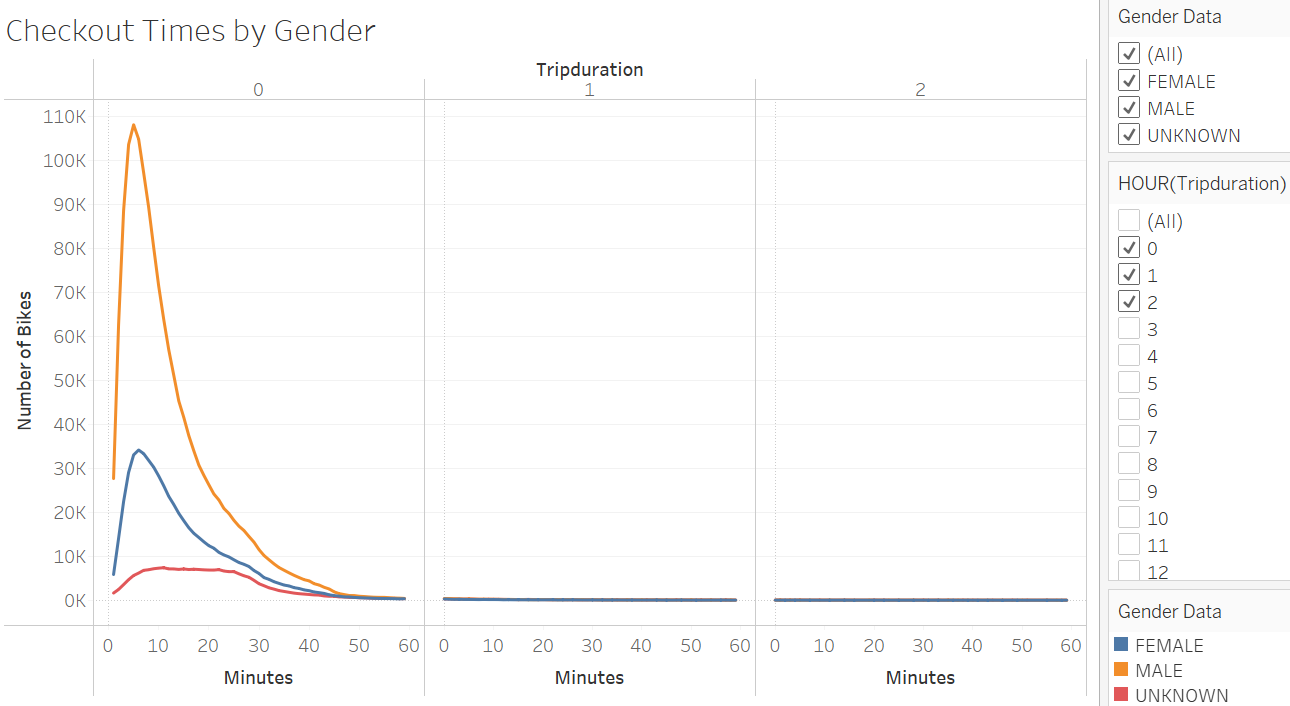 Checkout Times by Gender
Tripduration
0 1 2
110K
100K
90K
80K
70K
60K
50K
40K
30K
20K
10K
0K
Number of Bikes
0 10 20 30 40 50 60 0 10 20 30 40 50 60 0 10 20 30 40 50 60
Minutes Minutes Minutes
Gender Data
(All)
FEMALE
MALE
UNKNOWN
HOUR(Tripduration)
(All)
0
1
2
3
4
5
6
7
8
9
10
11
12
Gender Data
FEMALE
MALE
UNKNOWN